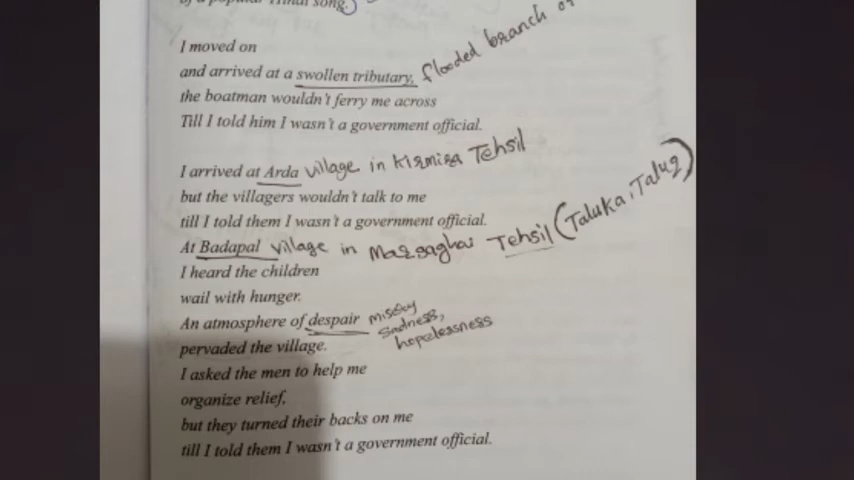 of a popular Hindi song.
I moved on
and arrived at a swollen tributary, flooded branch of
the boatman wouldn't ferry me across
Till I told him I wasn't a government official.
I arrived at Arda village in Tehsil
but the villagers wouldn't talk to me
till I told them I wasn't a government official.
At Badapal village in Tehsil (Taluka, Taluq)
I heard the children
wail with hunger.
An atmosphere of despair misery
sadness,
hopelessness
pervaded the village.
I asked the men to help me
organize relief,
but they turned their backs on me
till I told them I wasn't a government official.